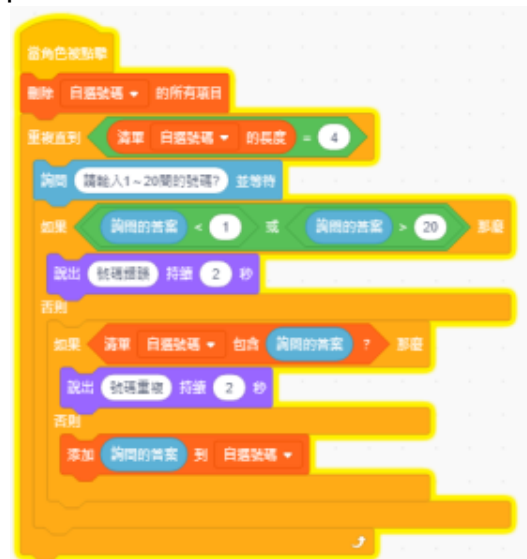 當角色被點擊
刪除 自選號碼 的所有項目
重複直到 清單 自選號碼 的長度 = 4
詢問 請輸入1~20間的號碼? 並等待
如果 詢問的答案 < 1 或 詢問的答案 > 20 那麼
說出 號碼錯誤 持續 2 秒
否則
如果 清單 自選號碼 包含 詢問的答案 ? 那麼
說出 號碼重複 持續 2 秒
否則
添加 詢問的答案 到 自選號碼